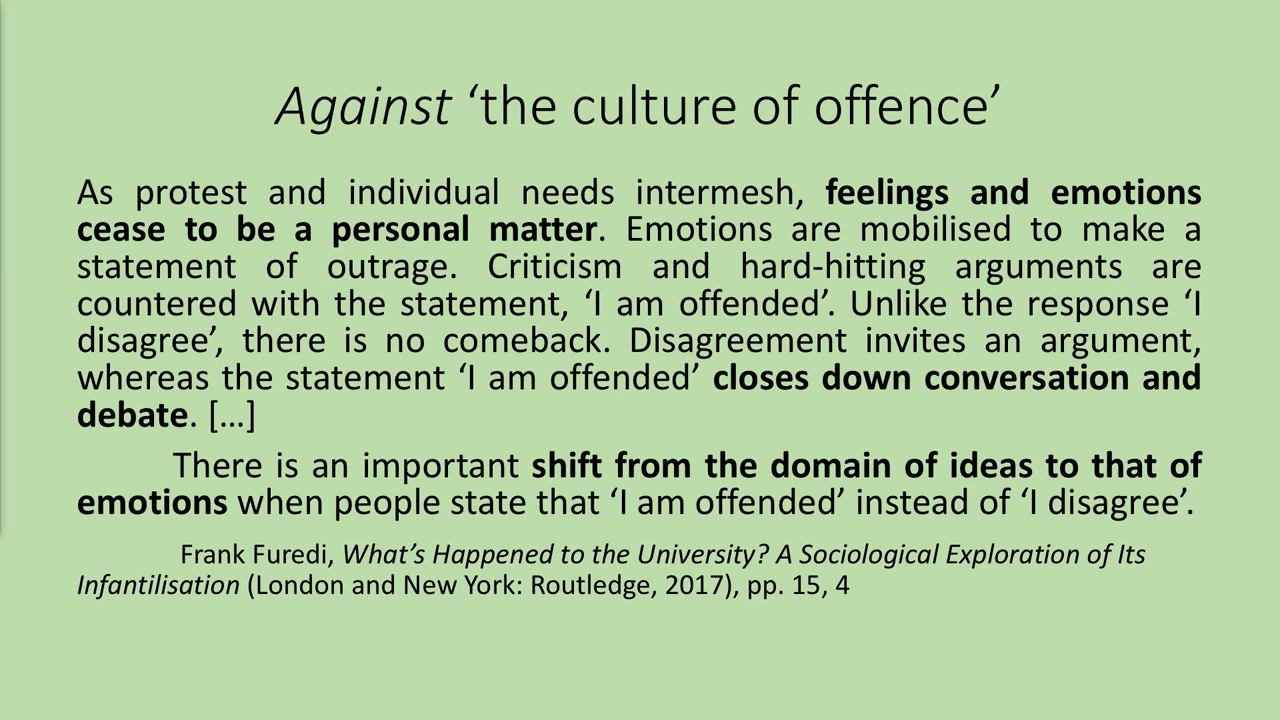 Against ‘the culture of offence’
As protest and individual needs intermesh, feelings and emotions
cease to be a personal matter. Emotions are mobilised to make a
statement of outrage. Criticism and hard-hitting arguments are
countered with the statement, ‘I am offended’. Unlike the response ‘I
disagree’, there is no comeback. Disagreement invites an argument,
whereas the statement ‘I am offended’ closes down conversation and
debate. […]
There is an important shift from the domain of ideas to that of
emotions when people state that ‘I am offended’ instead of ‘I disagree’.
Frank Furedi, What’s Happened to the University? A Sociological Exploration of Its
Infantilisation (London and New York: Routledge, 2017), pp. 15, 4